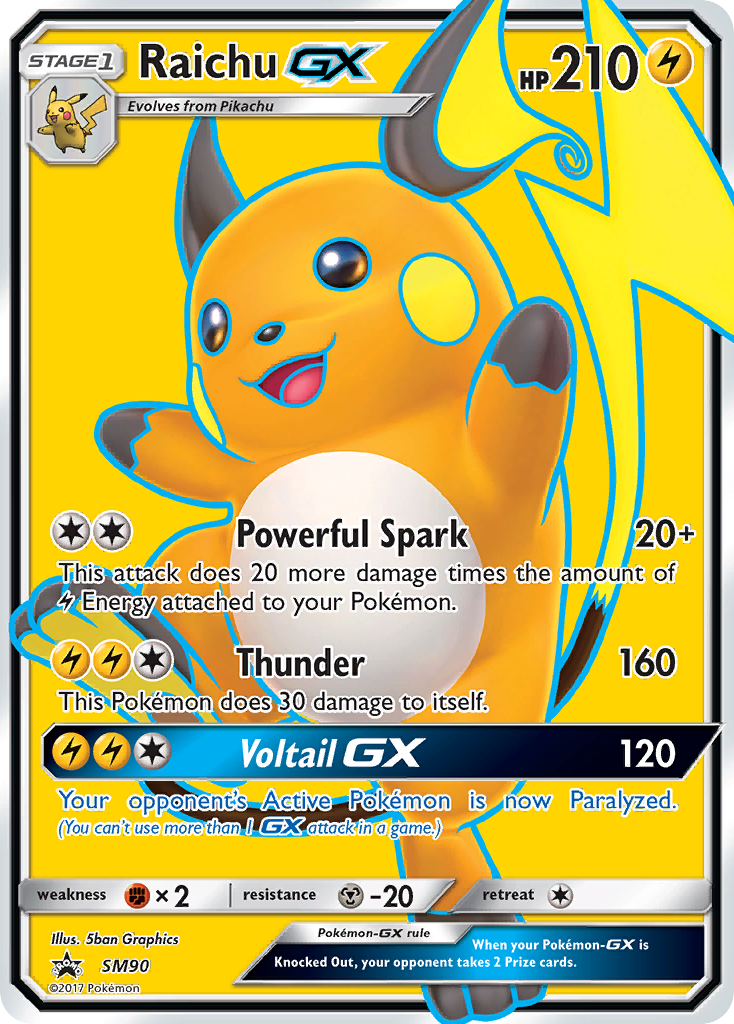 STAGE1 Raichu GX HP210
Evolves from Pikachu
Powerful Spark 20+
This attack does 20 more damage times the amount of
Energy attached to your Pokémon.
Thunder 160
This Pokémon does 30 damage to itself.
Voltail GX 120
Your opponent's Active Pokémon is now Paralyzed.
(You can't use more than 1 GX attack in a game.)
weakness ×2 resistance -20 retreat
Illus. 5ban Graphics
PROMO SM90
©2017 Pokémon
Pokémon-GX rule
When your Pokémon-GX is
Knocked Out, your opponent takes 2 Prize cards.